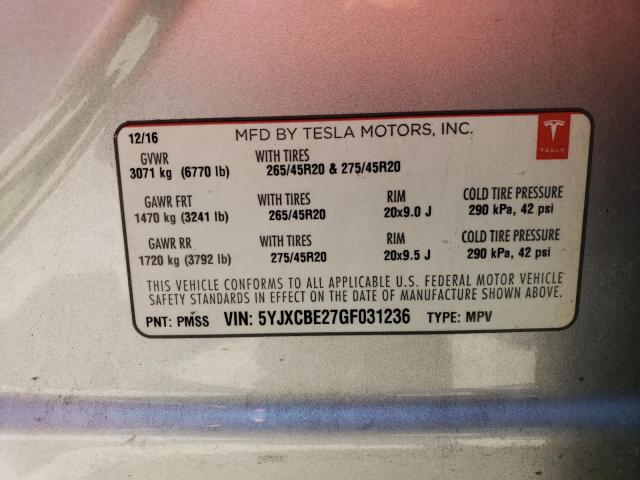 12/16 MFD BY TESLA MOTORS, INC.
TESLA
GVWR WITH TIRES
3071 kg (6770 lb) 265/45R20 & 275/45R20
GAWR FRT WITH TIRES RIM COLD TIRE PRESSURE
1470 kg (3241 lb) 265/45R20 20x9.0 J 290 kPa, 42 psi
GAWR RR WITH TIRES RIM COLD TIRE PRESSURE
1720 kg (3792 lb) 275/45R20 20x9.5 J 290 kPa, 42 psi
THIS VEHICLE CONFORMS TO ALL APPLICABLE U.S. FEDERAL MOTOR VEHICLE
SAFETY STANDARDS IN EFFECT ON THE DATE OF MANUFACTURE SHOWN ABOVE.
PNT: PMSS VIN: 5YJXCBE27GF031236 TYPE: MPV